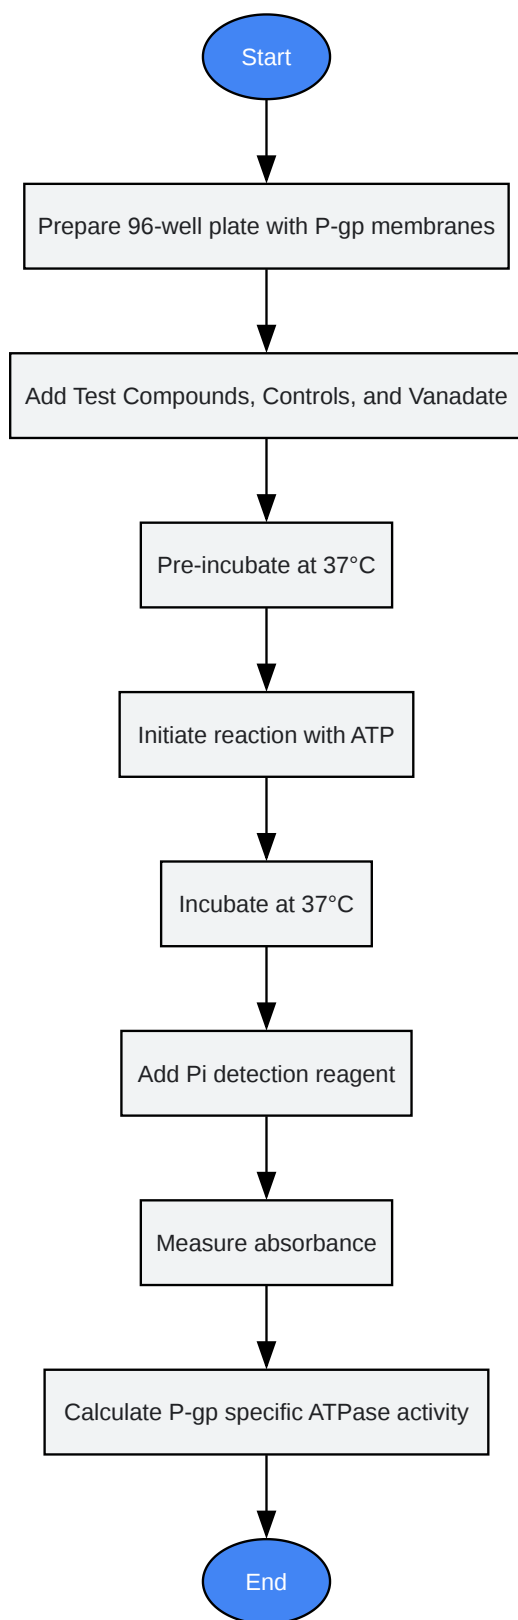 Start
Prepare 96-well plate with P-gp membranes
Add Test Compounds, Controls, and Vanadate
Pre-incubate at 37°C
Initiate reaction with ATP
Incubate at 37°C
Add Pi detection reagent
Measure absorbance
Calculate P-gp specific ATPase activity
End